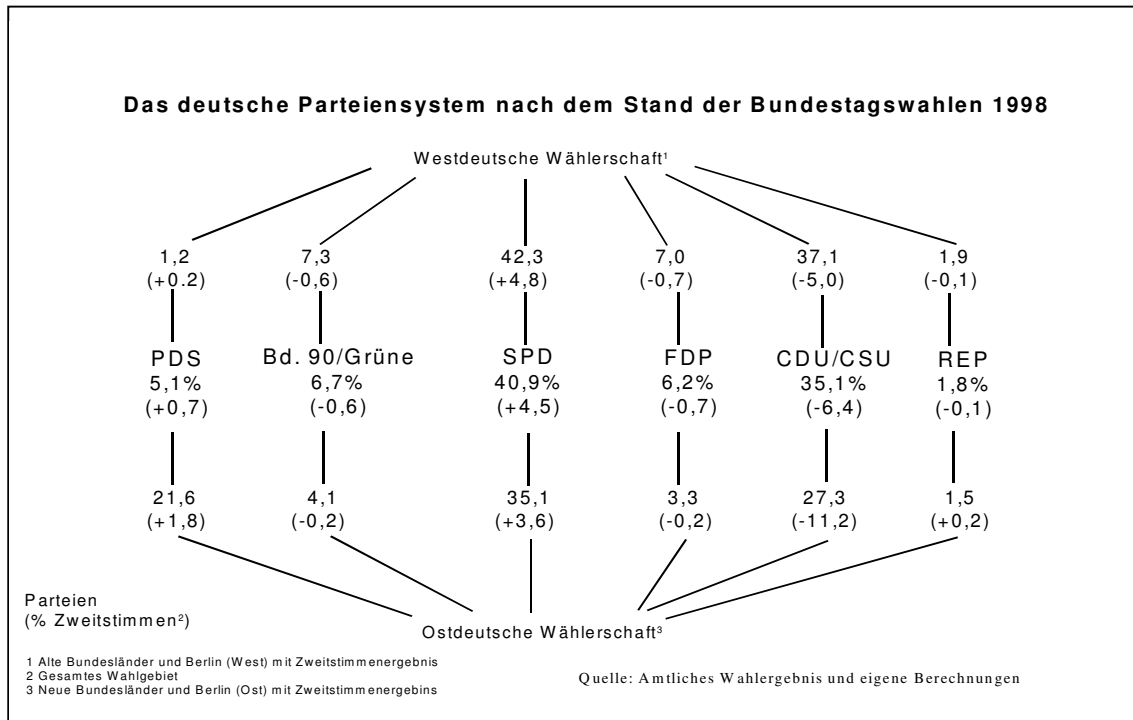 Das deutsche Parteiensystem nach dem Stand der Bundestagswahlen 1998
Westdeutsche Wählerschaft¹
1,2 7,3 42,3 7,0 37,1 1,9
(+0.2) (-0,6) (+4,8) (-0,7) (-5,0) (-0,1)
PDS Bd. 90/Grüne SPD FDP CDU/CSU REP
5,1% 6,7% 40,9% 6,2% 35,1% 1,8%
(+0,7) (-0,6) (+4,5) (-0,7) (-6,4) (-0,1)
21,6 4,1 35,1 3,3 27,3 1,5
(+1,8) (-0,2) (+3,6) (-0,2) (-11,2) (+0,2)
Parteien
(% Zweitstimmen²)
Ostdeutsche Wählerschaft³
1 Alte Bundesländer und Berlin (West) mit Zweitstimmenergebnis
2 Gesamtes Wahlgebiet
3 Neue Bundesländer und Berlin (Ost) mit Zweitstimmenergebins
Quelle: Amtliches Wahlergebnis und eigene Berechnungen